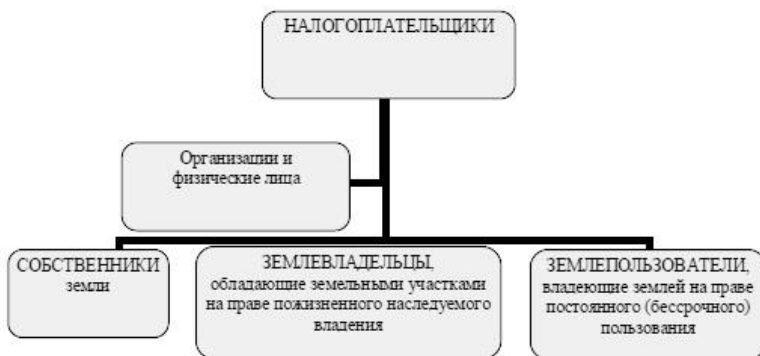 НАЛОГОПЛАТЕЛЬЩИКИ
Организации и
физические лица
СОБСТВЕННИКИ
земли
ЗЕМЛЕВЛАДЕЛЬЦЫ,
обладающие земельными участками
на праве пожизненного наследуемого
владения
ЗЕМЛЕПОЛЬЗОВАТЕЛИ,
владеющие землей на праве
постоянного (бессрочного)
пользования